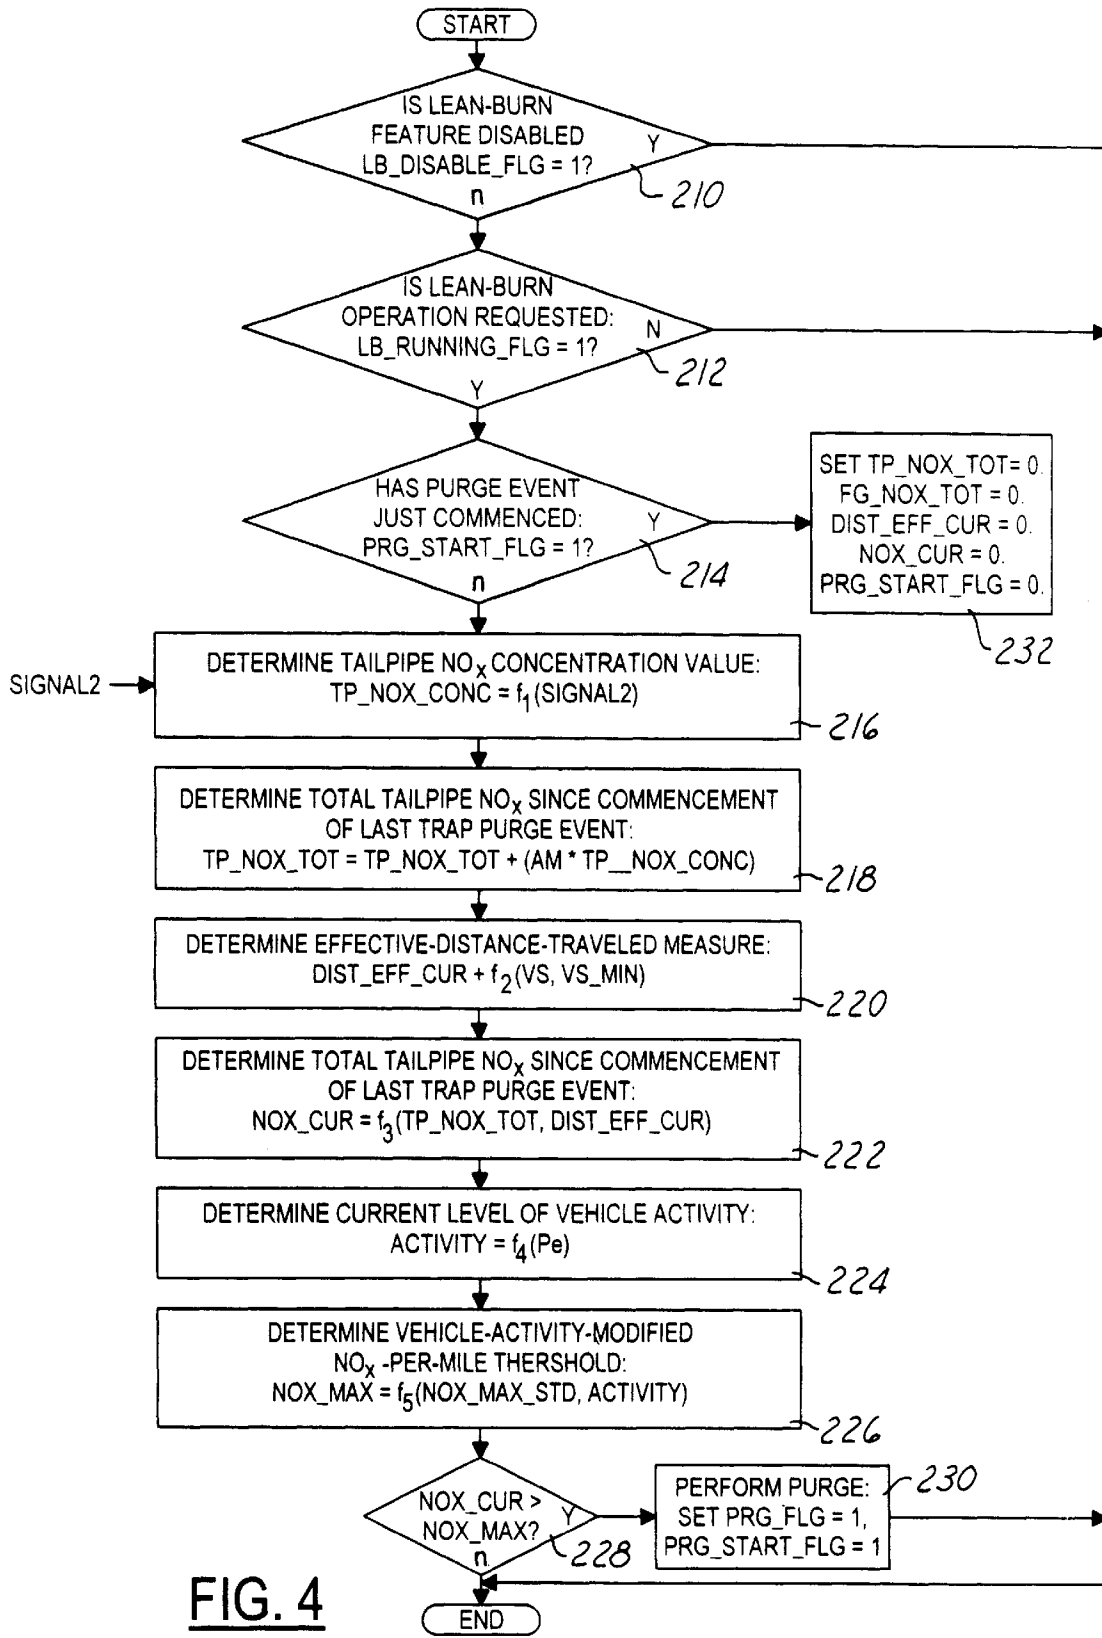 START
IS LEAN-BURN
FEATURE DISABLED
LB_DISABLE_FLG = 1?
Y
n
210
IS LEAN-BURN
OPERATION REQUESTED:
LB_RUNNING_FLG = 1?
N
Y
212
HAS PURGE EVENT
JUST COMMENCED:
PRG_START_FLG = 1?
Y
n
214
SET TP_NOX_TOT= 0.
FG_NOX_TOT = 0.
DIST_EFF_CUR = 0.
NOX_CUR = 0.
PRG_START_FLG = 0.
232
SIGNAL2
DETERMINE TAILPIPE NOx CONCENTRATION VALUE:
TP_NOX_CONC = f1(SIGNAL2)
216
DETERMINE TOTAL TAILPIPE NOx SINCE COMMENCEMENT
OF LAST TRAP PURGE EVENT:
TP_NOX_TOT = TP_NOX_TOT + (AM * TP__NOX_CONC)
218
DETERMINE EFFECTIVE-DISTANCE-TRAVELED MEASURE:
DIST_EFF_CUR + f2(VS, VS_MIN)
220
DETERMINE TOTAL TAILPIPE NOx SINCE COMMENCEMENT
OF LAST TRAP PURGE EVENT:
NOX_CUR = f3(TP_NOX_TOT, DIST_EFF_CUR)
222
DETERMINE CURRENT LEVEL OF VEHICLE ACTIVITY:
ACTIVITY = f4(Pe)
224
DETERMINE VEHICLE-ACTIVITY-MODIFIED
NOx -PER-MILE THERSHOLD:
NOX_MAX = f5(NOX_MAX_STD, ACTIVITY)
226
NOX_CUR >
NOX_MAX?
Y
n
228
PERFORM PURGE:
SET PRG_FLG = 1,
PRG_START_FLG = 1
230
END
FIG. 4